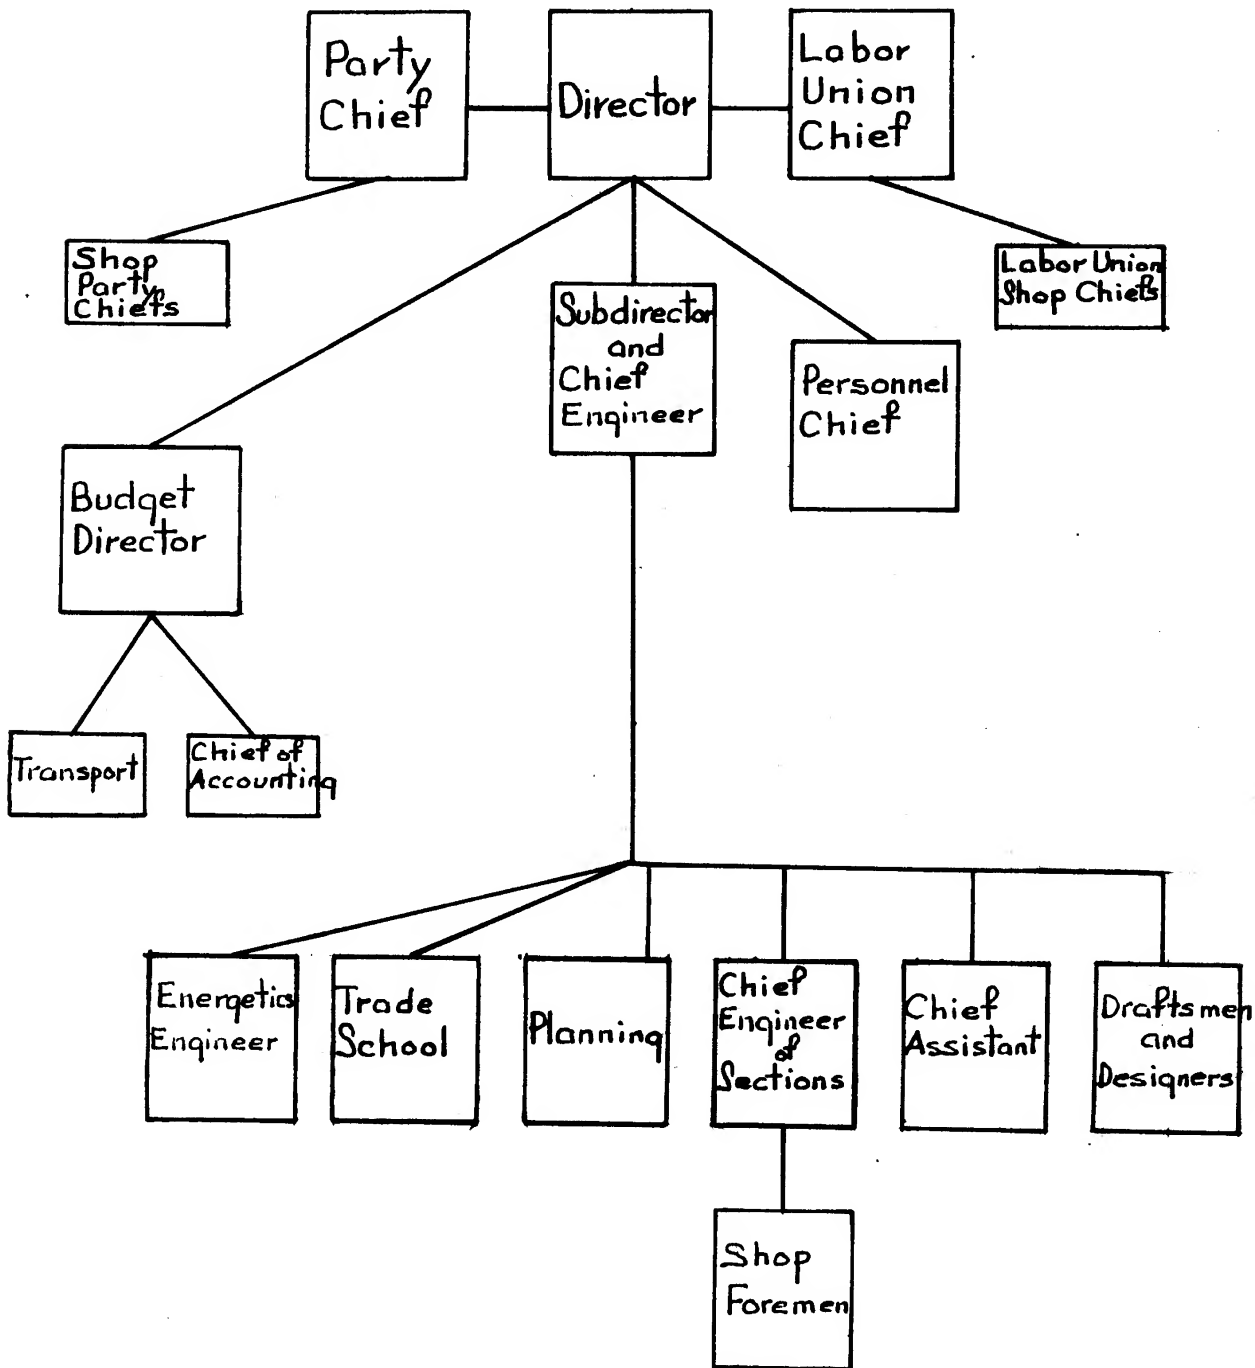 Party
Chief
Director
Labor
Union
Chief
Shop
Party
Chiefs
Labor Union
Shop Chiefs
Subdirector
and
Chief
Engineer
Personnel
Chief
Budget
Director
Transport
Chief of
Accounting
Energetics
Engineer
Trade
School
Planning
Chief
Engineer
of
Sections
Chief
Assistant
Draftsmen
and
Designers
Shop
Foremen